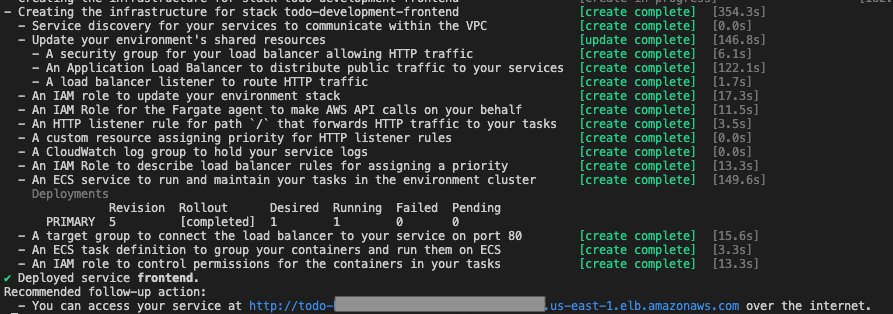 - Creating the infrastructure for stack todo-development-frontend [create complete] [354.3s]
- Service discovery for your services to communicate within the VPC [create complete] [0.0s]
- Update your environment's shared resources [update complete] [146.8s]
- A security group for your load balancer allowing HTTP traffic [create complete] [6.1s]
- An Application Load Balancer to distribute public traffic to your services [create complete] [122.1s]
- A load balancer listener to route HTTP traffic [create complete] [1.7s]
- An IAM role to update your environment stack [create complete] [17.3s]
- An IAM Role for the Fargate agent to make AWS API calls on your behalf [create complete] [11.5s]
- An HTTP listener rule for path `/` that forwards HTTP traffic to your tasks [create complete] [3.5s]
- A custom resource assigning priority for HTTP listener rules [create complete] [0.0s]
- A CloudWatch log group to hold your service logs [create complete] [0.0s]
- An IAM Role to describe load balancer rules for assigning a priority [create complete] [13.3s]
- An ECS service to run and maintain your tasks in the environment cluster [create complete] [149.6s]
Deployments
Revision Rollout Desired Running Failed Pending
PRIMARY 5 [completed] 1 1 0 0
- A target group to connect the load balancer to your service on port 80 [create complete] [15.6s]
- An ECS task definition to group your containers and run them on ECS [create complete] [3.3s]
- An IAM role to control permissions for the containers in your tasks [create complete] [13.3s]
✔ Deployed service frontend.
Recommended follow-up action:
- You can access your service at http://todo- .us-east-1.elb.amazonaws.com over the internet.